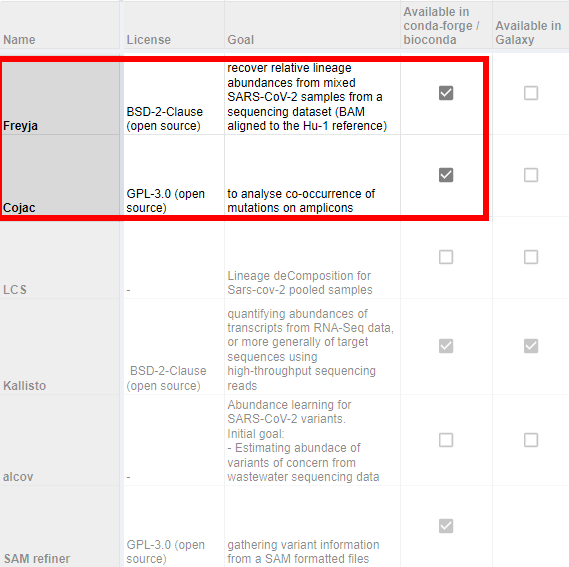 Name
License
Goal
Available in
conda-forge /
bioconda
Available in
Galaxy
Freyja
BSD-2-Clause
(open source)
recover relative lineage
abundances from mixed
SARS-CoV-2 samples from a
sequencing dataset (BAM
aligned to the Hu-1 reference)
Cojac
GPL-3.0 (open
source)
to analyse co-occurrence of
mutations on amplicons
LCS
-
Lineage deComposition for
Sars-cov-2 pooled samples
Kallisto
BSD-2-Clause
(open source)
quantifying abundances of
transcripts from RNA-Seq data,
or more generally of target
sequences using
high-throughput sequencing
reads
alcov
-
Abundance learning for
SARS-CoV-2 variants.
Initial goal:
- Estimating abundace of
variants of concern from
wastewater sequencing data
SAM refiner
GPL-3.0 (open
source)
gathering variant information
from a SAM formatted files